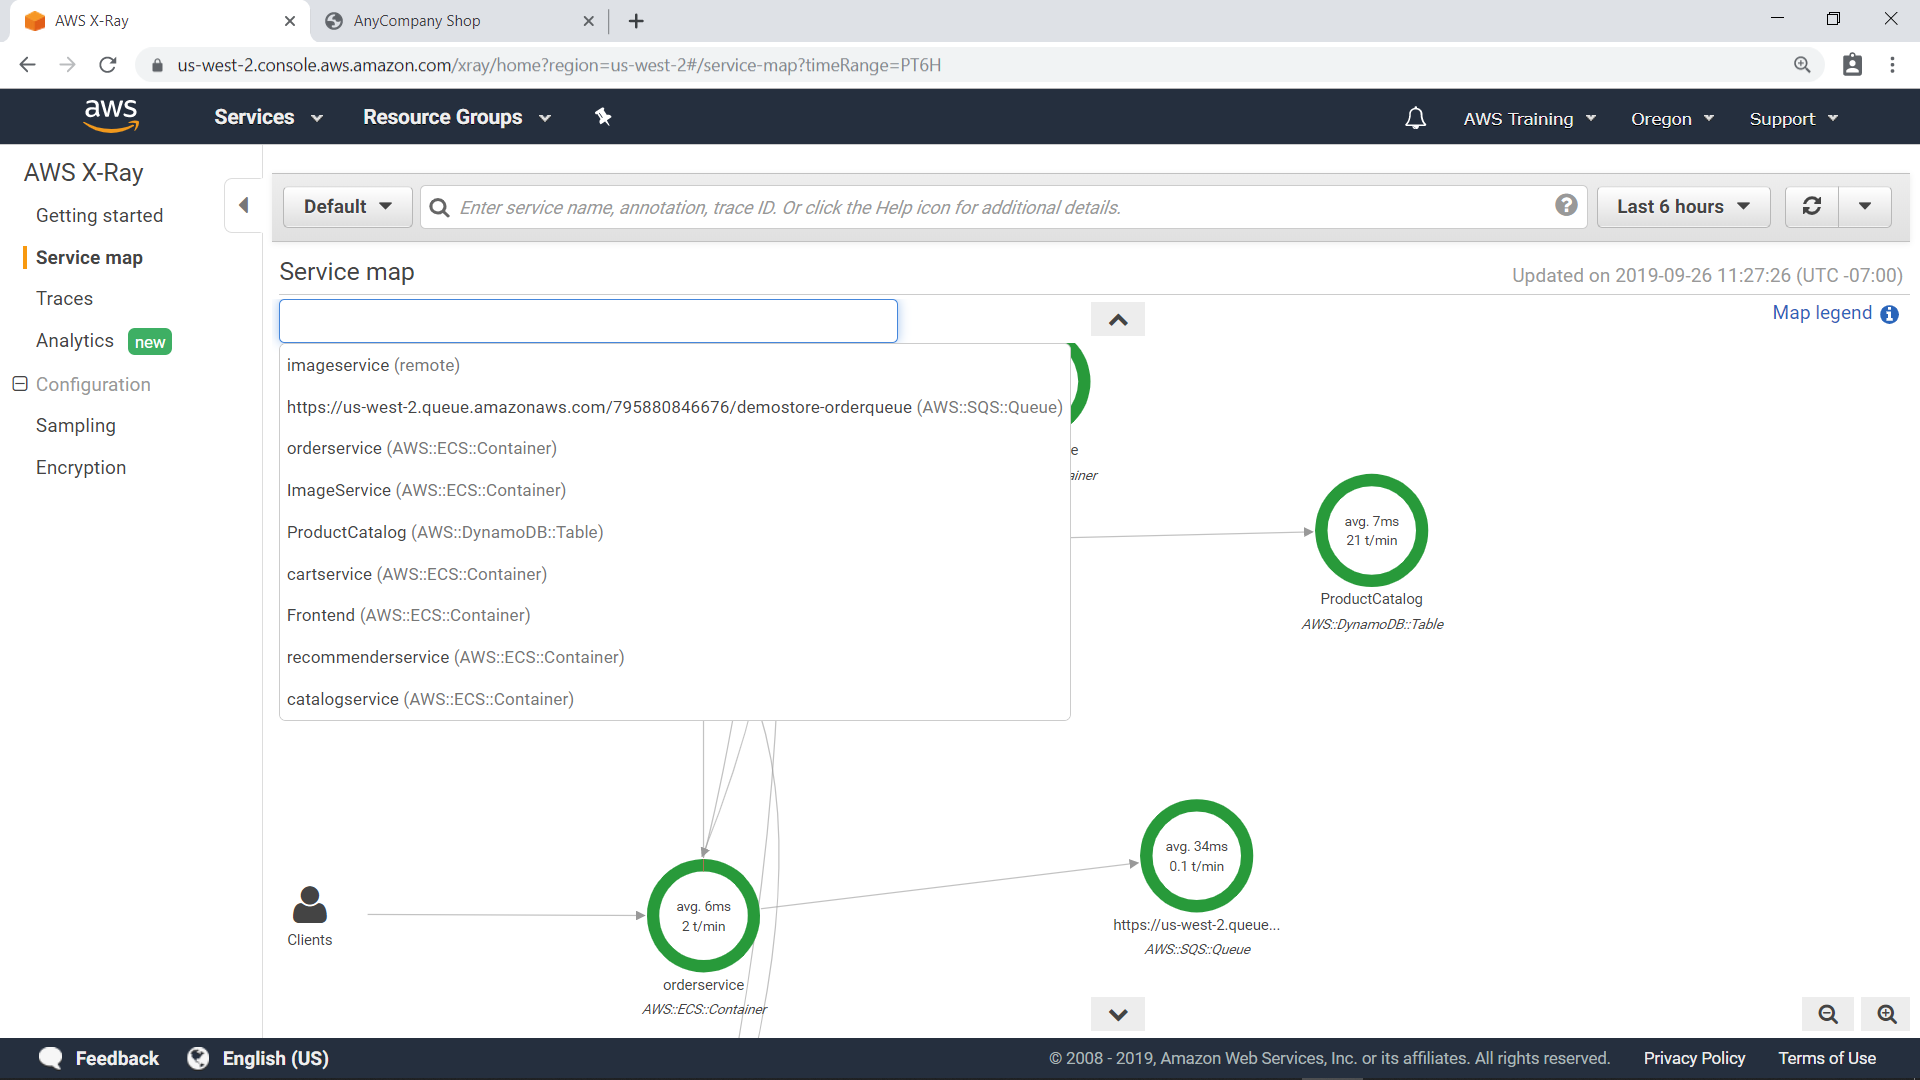 AWS X-Ray
AnyCompany Shop
us-west-2.console.aws.amazon.com/xray/home?region=us-west-2#/service-map?timeRange=PT6H
aws
Services
Resource Groups
AWS Training
Oregon
Support
AWS X-Ray
Getting started
Service map
Traces
Analytics new
Configuration
Sampling
Encryption
Default
Enter service name, annotation, trace ID. Or click the Help icon for additional details.
Last 6 hours
Service map
Updated on 2019-09-26 11:27:26 (UTC -07:00)
Map legend
imageservice (remote)
https://us-west-2.queue.amazonaws.com/795880846676/demostore-orderqueue (AWS::SQS::Queue)
orderservice (AWS::ECS::Container)
ImageService (AWS::ECS::Container)
ProductCatalog (AWS::DynamoDB::Table)
cartservice (AWS::ECS::Container)
Frontend (AWS::ECS::Container)
recommenderservice (AWS::ECS::Container)
catalogservice (AWS::ECS::Container)
e
ainer
avg. 7ms
21 t/min
ProductCatalog
AWS::DynamoDB::Table
avg. 34ms
0.1 t/min
https://us-west-2.queue...
AWS::SQS::Queue
Clients
avg. 6ms
2 t/min
orderservice
AWS::ECS::Container
Feedback
English (US)
© 2008 - 2019, Amazon Web Services, Inc. or its affiliates. All rights reserved.
Privacy Policy
Terms of Use